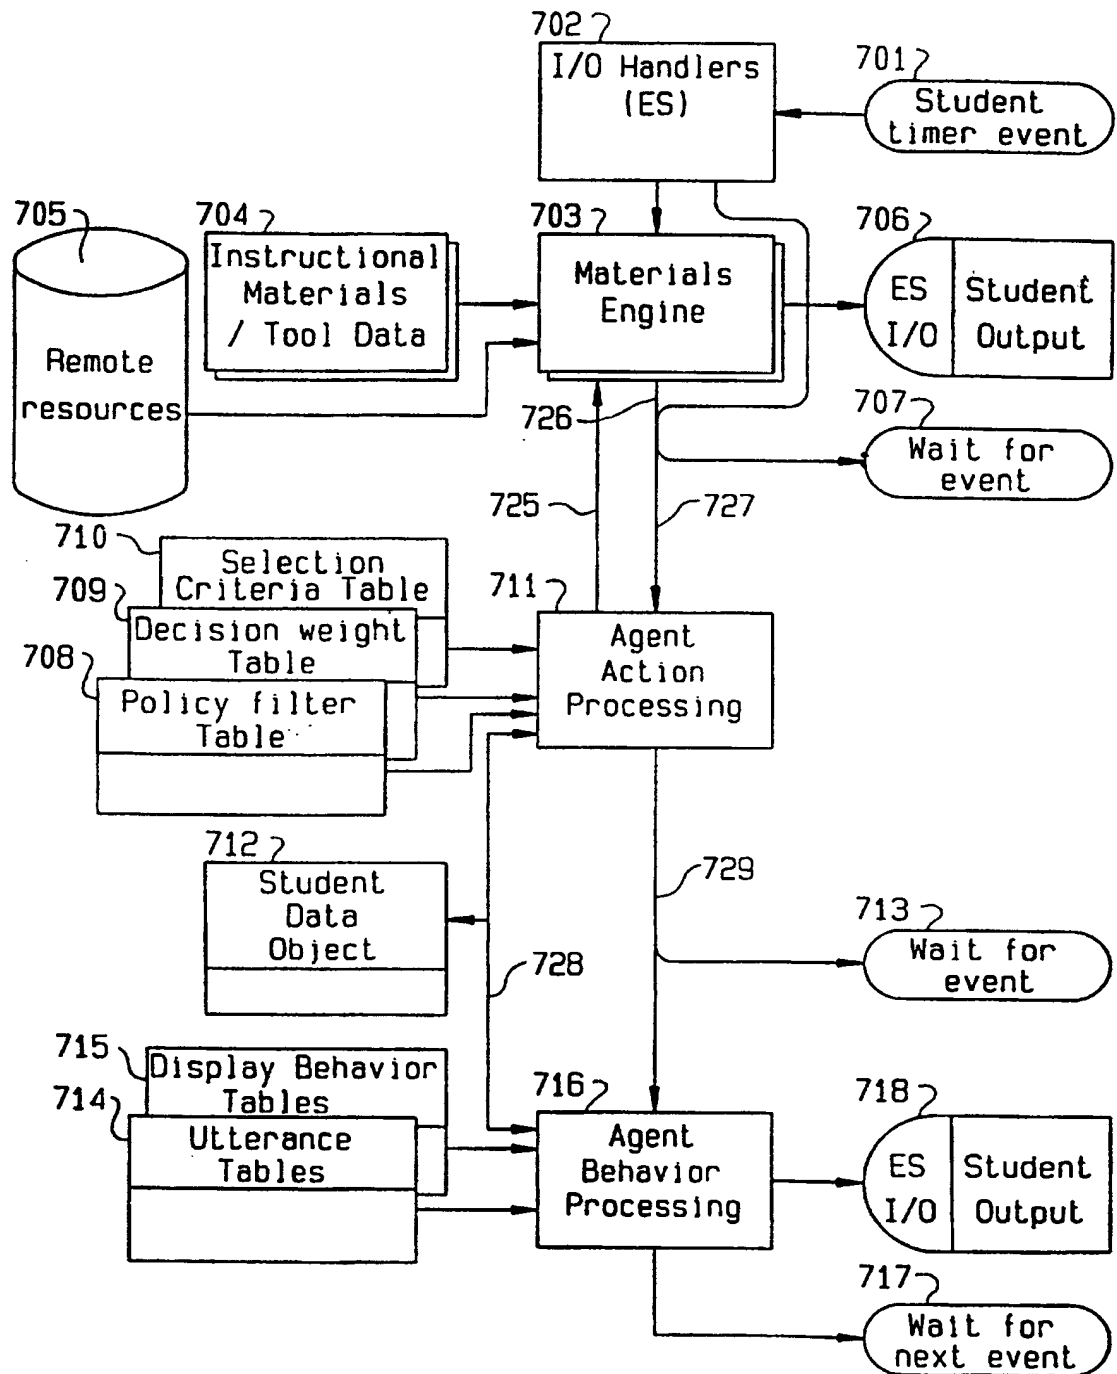 702
I/O Handlers
(ES)
701
Student
timer event
705
Remote
resources
704
Instructional
Materials
/ Tool Data
703
Materials
Engine
706
ES
I/O
Student
Output
726
707
Wait for
event
725
727
710
Selection
Criteria Table
709
Decision weight
Table
708
Policy filter
Table
711
Agent
Action
Processing
712
Student
Data
Object
728
729
713
Wait for
event
715
Display Behavior
Tables
714
Utterance
Tables
716
Agent
Behavior
Processing
718
ES
I/O
Student
Output
717
Wait for
next event